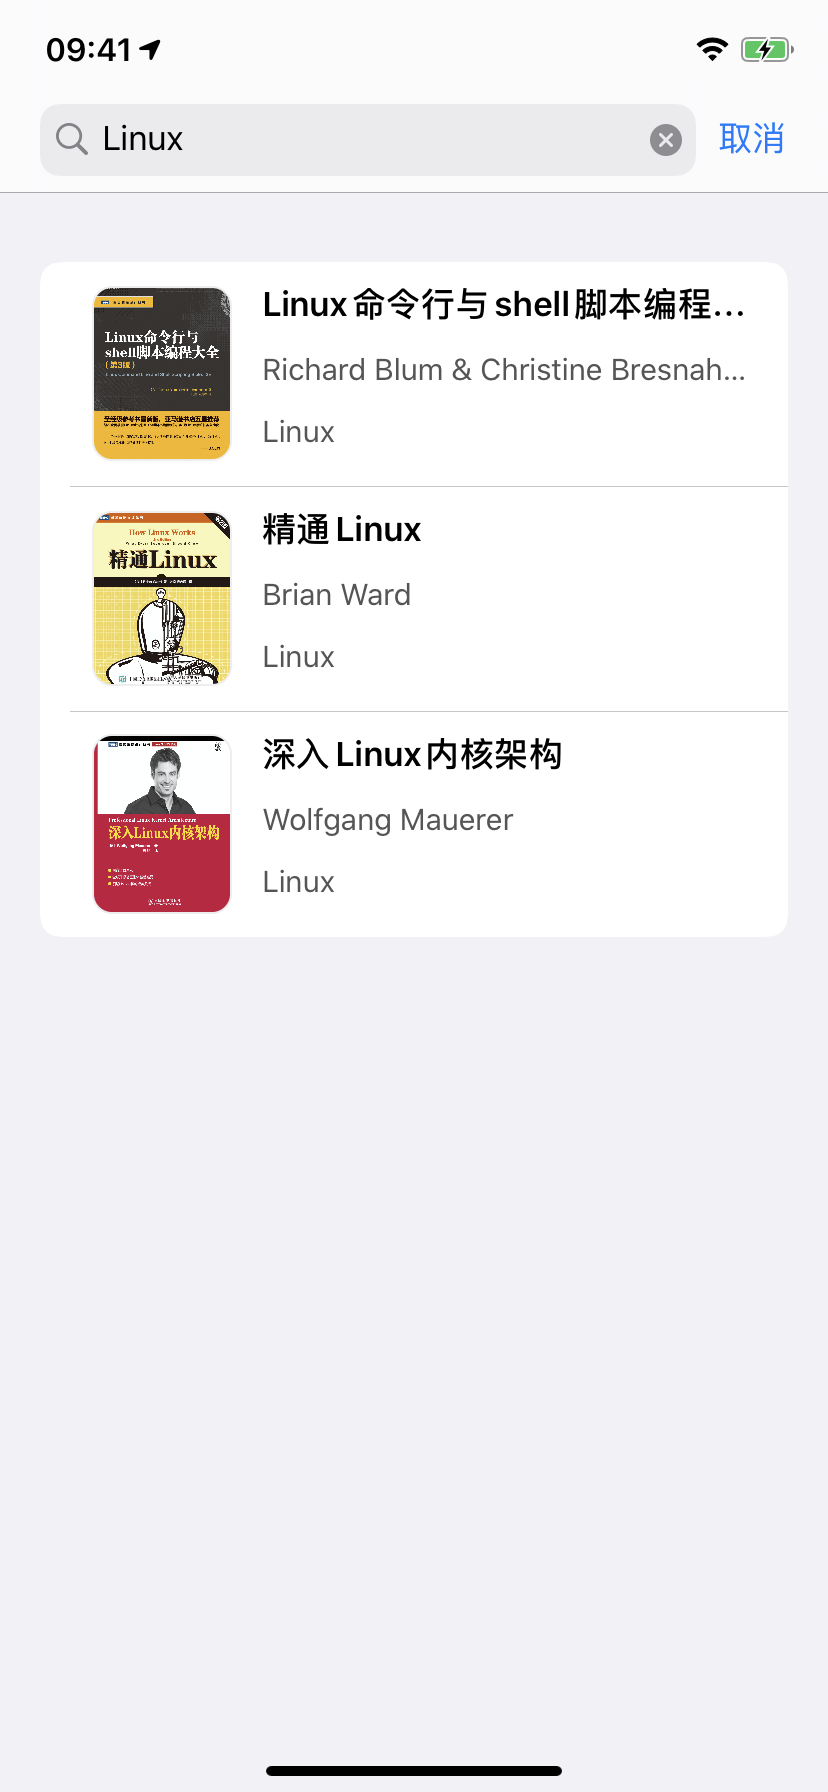 09:41
Linux
取消
Linux命令行与
shell脚本编程大全
(第3版)
Linux命令行与shell脚本编程...
Richard Blum & Christine Bresnah...
Linux
How Linux Works
精通Linux
精通Linux
Brian Ward
Linux
Professional Linux Kernel Architecture
深入Linux内核架构
深入Linux内核架构
Wolfgang Mauerer
Linux